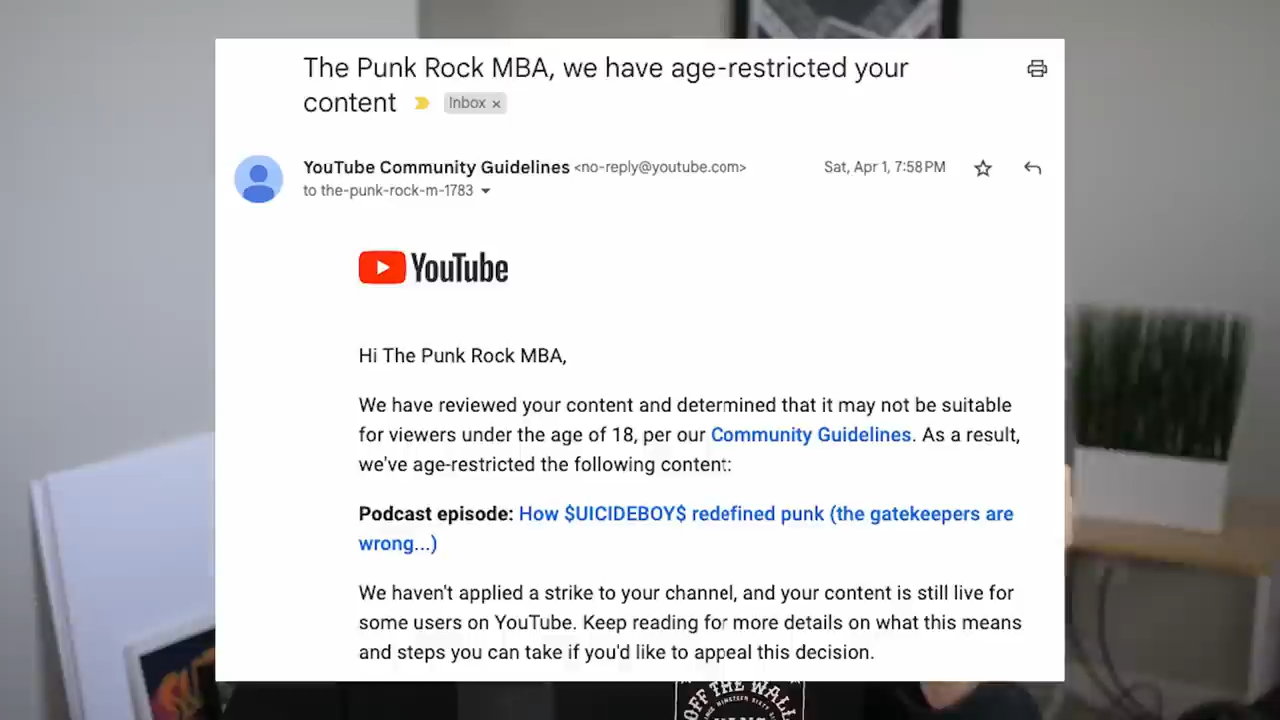 The Punk Rock MBA, we have age-restricted your
content Inbox x
YouTube Community Guidelines <no-reply@youtube.com> Sat, Apr 1, 7:58 PM
to the-punk-rock-m-1783
YouTube
Hi The Punk Rock MBA,
We have reviewed your content and determined that it may not be suitable
for viewers under the age of 18, per our Community Guidelines. As a result,
we've age-restricted the following content:
Podcast episode: How $UICIDEBOY$ redefined punk (the gatekeepers are
wrong...)
We haven't applied a strike to your channel, and your content is still live for
some users on YouTube. Keep reading for more details on what this means
and steps you can take if you'd like to appeal this decision.
OFF THE WALL